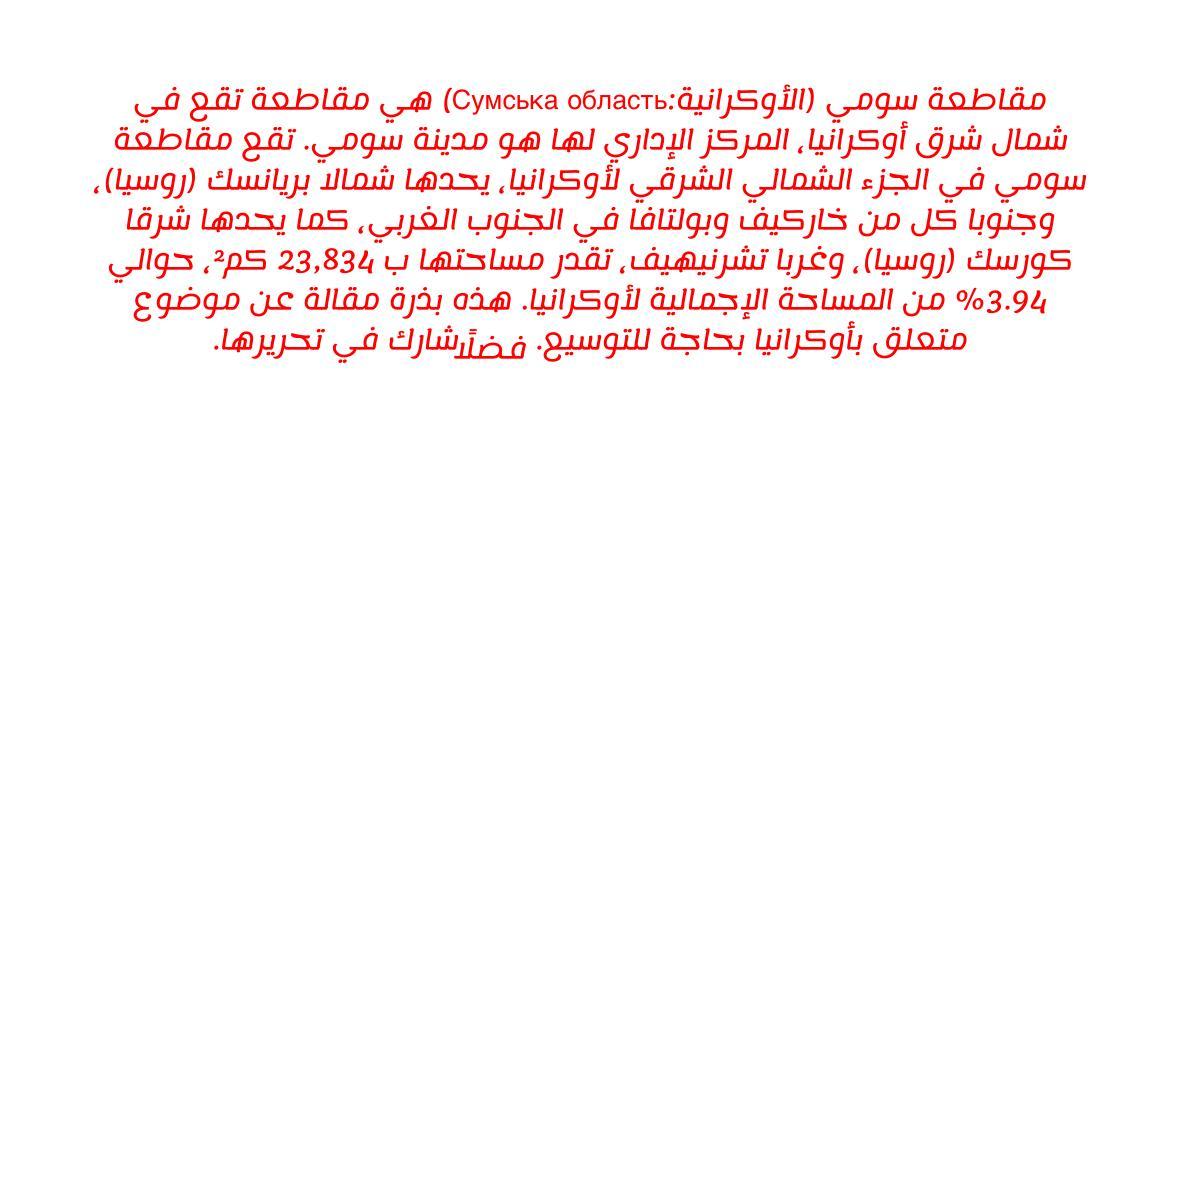 مقاطعة سومي (الأوكرانية:Сумська область) هي مقاطعة تقع في
شمال شرق أوكرانيا، المركز الإداري لها هو مدينة سومي. تقع مقاطعة
سومي في الجزء الشمالي الشرقي لأوكرانيا، يحدها شمالا بريانسك (روسيا)،
وجنوبا كل من خاركيف وبولتافا في الجنوب الغربي، كما يحدها شرقا
كورسك (روسيا)، وغربا تشرنيهيف، تقدر مساحتها ب 23,834 كم²، حوالي
3.94% من المساحة الإجمالية لأوكرانيا. هذه بذرة مقالة عن موضوع
متعلق بأوكرانيا بحاجة للتوسيع. فضلًا شارك في تحريرها.